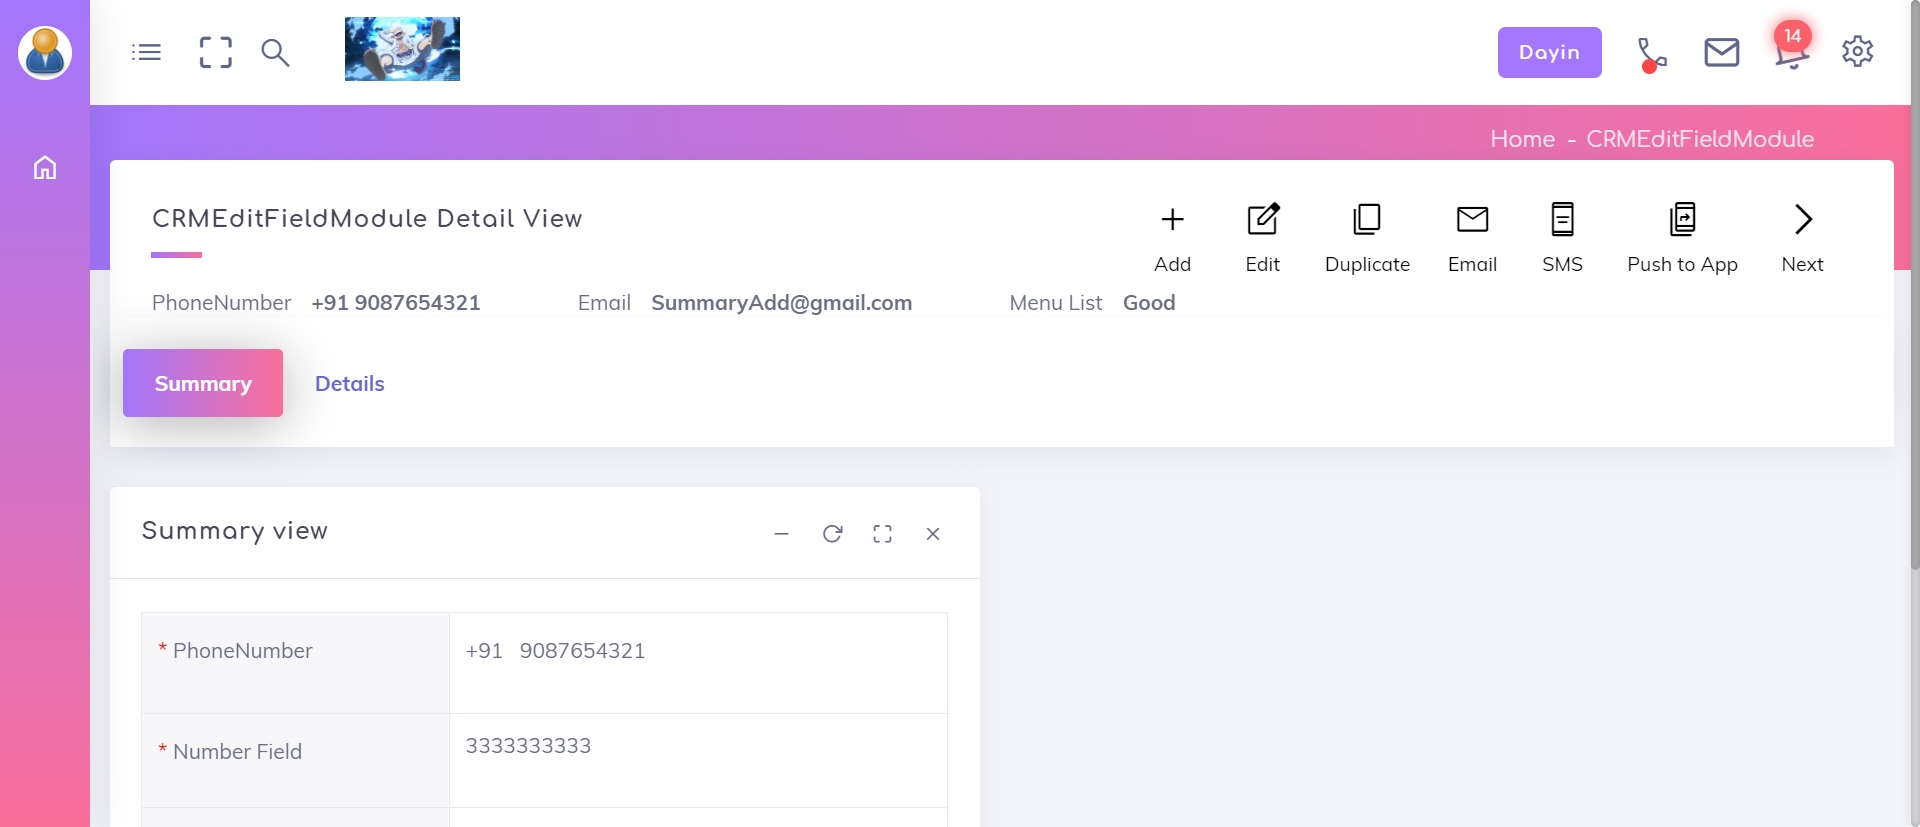 Dayin
14
Home - CRMEditFieldModule
CRMEditFieldModule Detail View
Add
Edit
Duplicate
Email
SMS
Push to App
Next
PhoneNumber +91 9087654321
Email SummaryAdd@gmail.com
Menu List Good
Summary
Details
Summary view
* PhoneNumber
+91 9087654321
* Number Field
3333333333